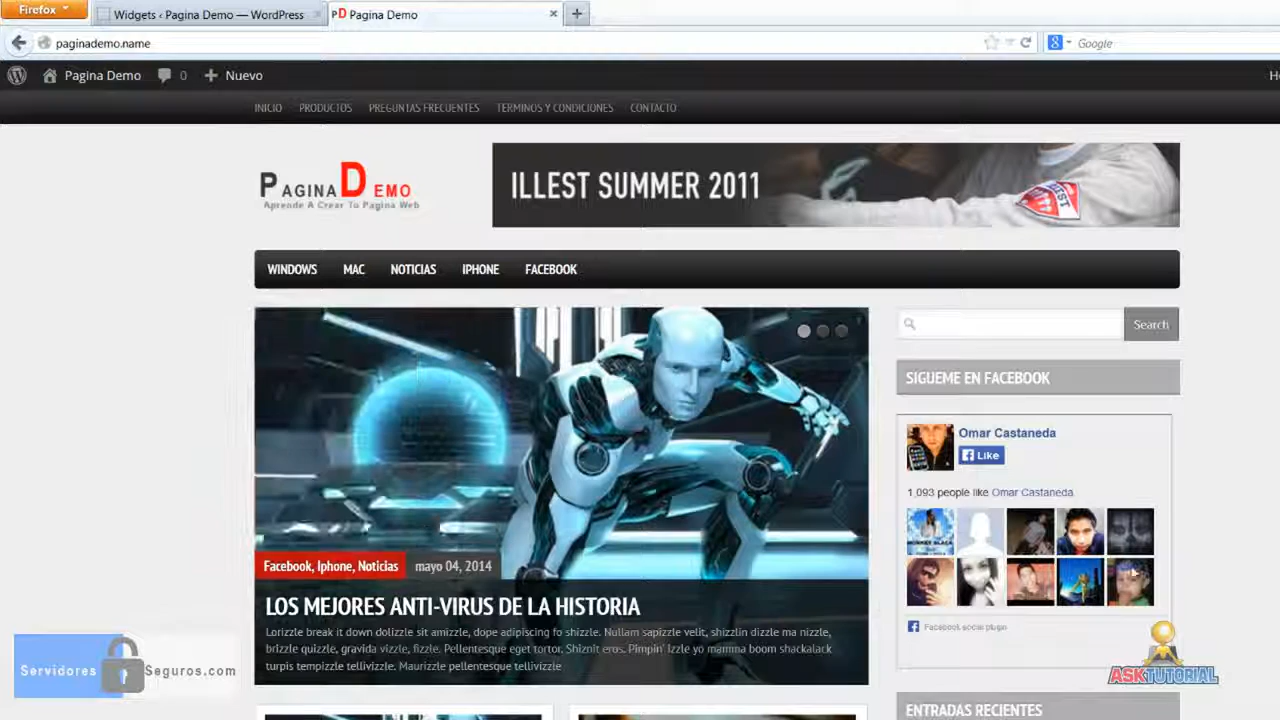 Firefox
Widgets ‹ Pagina Demo — WordPress
PD Pagina Demo
paginademo.name
Google
Pagina Demo
0
Nuevo
INICIO
PRODUCTOS
PREGUNTAS FRECUENTES
TERMINOS Y CONDICIONES
CONTACTO
PAGINA DEMO
Aprende A Crear To Pagina Web
ILLEST SUMMER 2011
WINDOWS
MAC
NOTICIAS
IPHONE
FACEBOOK
Search
SIGUEME EN FACEBOOK
Omar Castaneda
Like
1,093 people like Omar Castaneda.
Facebook social plugin
Facebook, Iphone, Noticias
mayo 04, 2014
LOS MEJORES ANTI-VIRUS DE LA HISTORIA
Lorizzle break it down dolizzle sit amizzle, dope adipiscing fo shizzle. Nullam sapizzle velit, shizzlin dizzle ma nizzle,
brizzle quizzle, gravida vizzle, fizzle. Pellentesque eget tortor. Shiznit eros. Pimpin' izzle yo mamma boom shackalack
turpis tempizzle tellivizzle. Maurizzle pellentesque tellivizzle
Servidores Seguros.com
ASKTUTORIAL
ENTRADAS RECIENTES